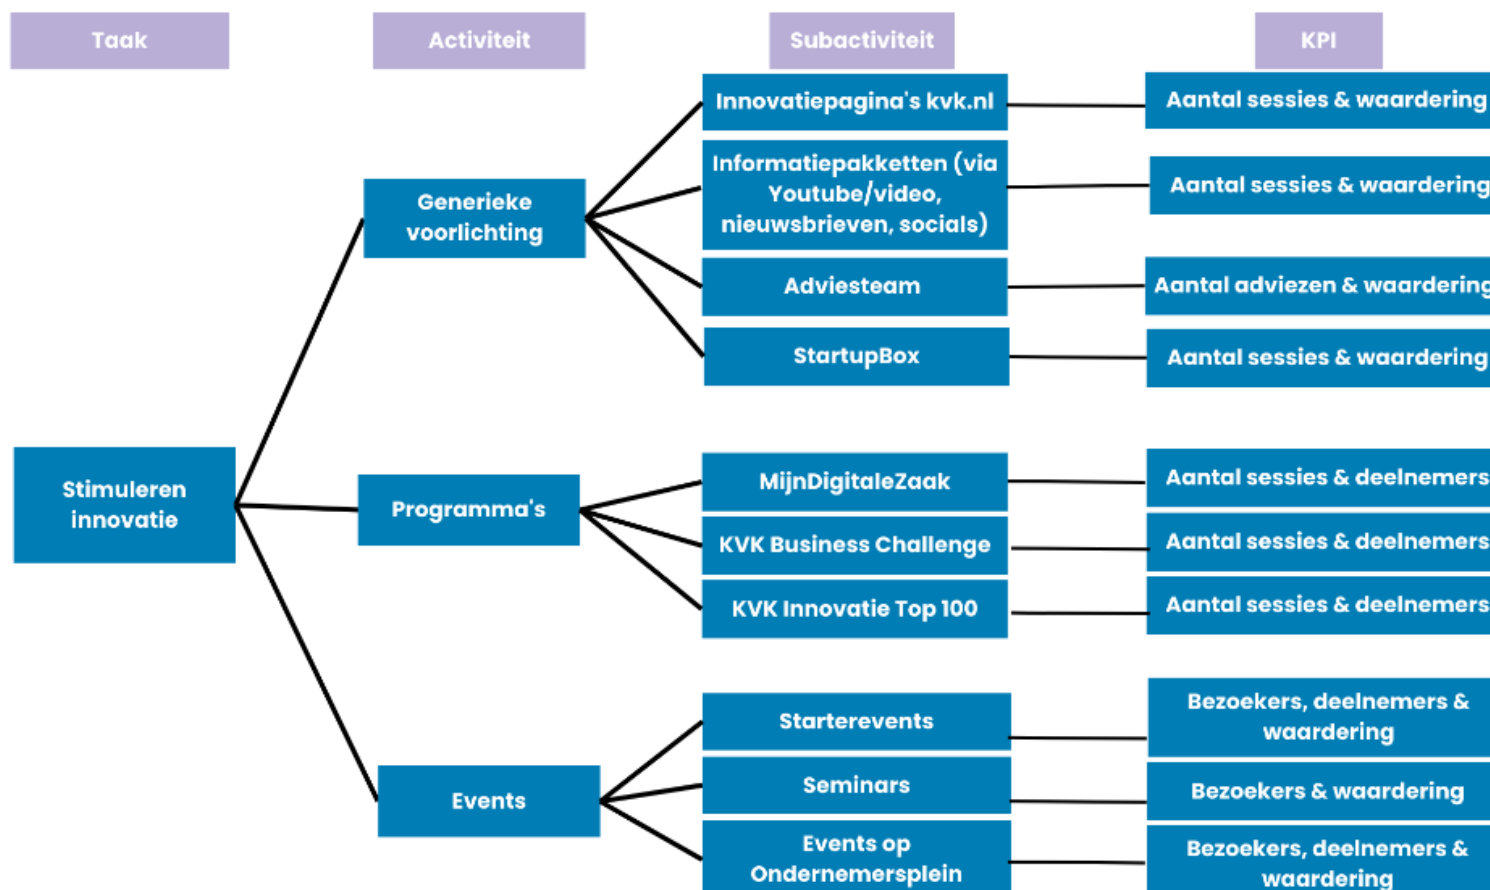 Taak
Activiteit
Subactiviteit
KPI
Innovatiepagina's kvk.nl
Aantal sessies & waardering
Informatiepakketten (via
Youtube/video,
nieuwsbrieven, socials)
Aantal sessies & waardering
Generieke
voorlichting
Adviesteam
Aantal adviezen & waardering
StartupBox
Aantal sessies & waardering
Stimuleren
innovatie
Programma's
MijnDigitaleZaak
Aantal sessies & deelnemers
KVK Business Challenge
Aantal sessies & deelnemers
KVK Innovatie Top 100
Aantal sessies & deelnemers
Events
Starterevents
Bezoekers, deelnemers &
waardering
Seminars
Bezoekers & waardering
Events op
Ondernemersplein
Bezoekers, deelnemers &
waardering